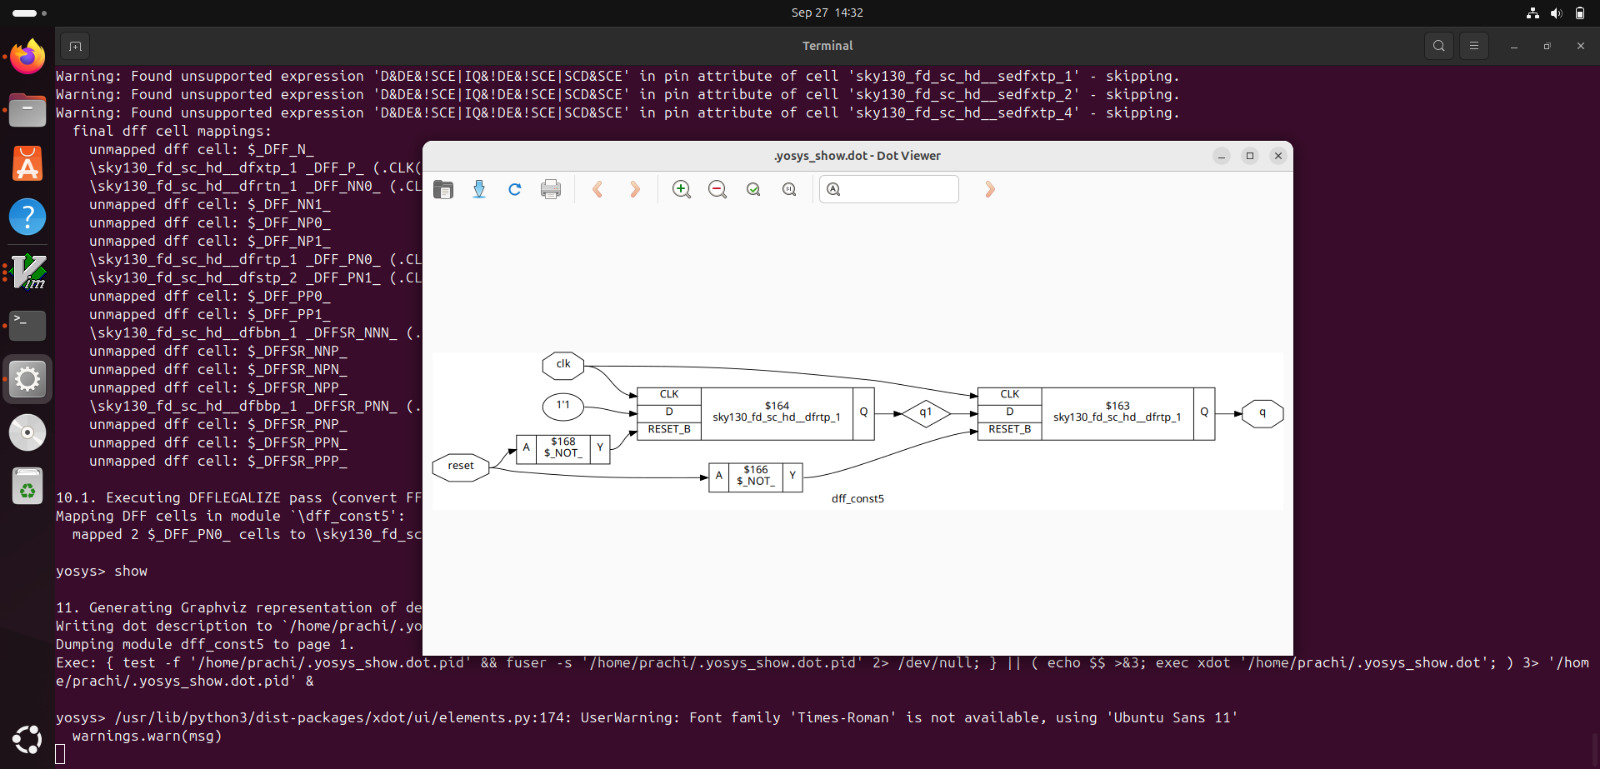 Sep 27 14:32
Terminal
Warning: Found unsupported expression 'D&DE&!SCE|IQ&!DE&!SCE|SCD&SCE' in pin attribute of cell 'sky130_fd_sc_hd__sedfxtp_1' - skipping.
Warning: Found unsupported expression 'D&DE&!SCE|IQ&!DE&!SCE|SCD&SCE' in pin attribute of cell 'sky130_fd_sc_hd__sedfxtp_2' - skipping.
Warning: Found unsupported expression 'D&DE&!SCE|IQ&!DE&!SCE|SCD&SCE' in pin attribute of cell 'sky130_fd_sc_hd__sedfxtp_4' - skipping.
final dff cell mappings:
unmapped dff cell: $_DFF_N_
\sky130_fd_sc_hd__dfxtp_1 _DFF_P_ (.CLK(
\sky130_fd_sc_hd__dfrtn_1 _DFF_NN0_ (.CL
unmapped dff cell: $_DFF_NN1_
unmapped dff cell: $_DFF_NP0_
unmapped dff cell: $_DFF_NP1_
\sky130_fd_sc_hd__dfrtp_1 _DFF_PN0_ (.CL
\sky130_fd_sc_hd__dfstp_2 _DFF_PN1_ (.CL
unmapped dff cell: $_DFF_PP0_
unmapped dff cell: $_DFF_PP1_
\sky130_fd_sc_hd__dfbbn_1 _DFFSR_NNN_ (.
unmapped dff cell: $_DFFSR_NNP_
unmapped dff cell: $_DFFSR_NPN_
unmapped dff cell: $_DFFSR_NPP_
\sky130_fd_sc_hd__dfbbp_1 _DFFSR_PNN_ (.
unmapped dff cell: $_DFFSR_PNP_
unmapped dff cell: $_DFFSR_PPN_
unmapped dff cell: $_DFFSR_PPP_
10.1. Executing DFFLEGALIZE pass (convert FF
Mapping DFF cells in module `\dff_const5':
mapped 2 $_DFF_PN0_ cells to \sky130_fd_sc
yosys> show
11. Generating Graphviz representation of de
Writing dot description to `/home/prachi/.yo
Dumping module dff_const5 to page 1.
Exec: { test -f '/home/prachi/.yosys_show.dot.pid' && fuser -s '/home/prachi/.yosys_show.dot.pid' 2> /dev/null; } || ( echo $$ >&3; exec xdot '/home/prachi/.yosys_show.dot'; ) 3> '/hom
e/prachi/.yosys_show.dot.pid' &
yosys> /usr/lib/python3/dist-packages/xdot/ui/elements.py:174: UserWarning: Font family 'Times-Roman' is not available, using 'Ubuntu Sans 11'
warnings.warn(msg)
.yosys_show.dot - Dot Viewer
clk
1'1
reset
A $168 $_NOT_ Y
CLK
D
RESET_B
$164
sky130_fd_sc_hd__dfrtp_1
Q
q1
A $166 $_NOT_ Y
CLK
D
RESET_B
$163
sky130_fd_sc_hd__dfrtp_1
Q
q
dff_const5